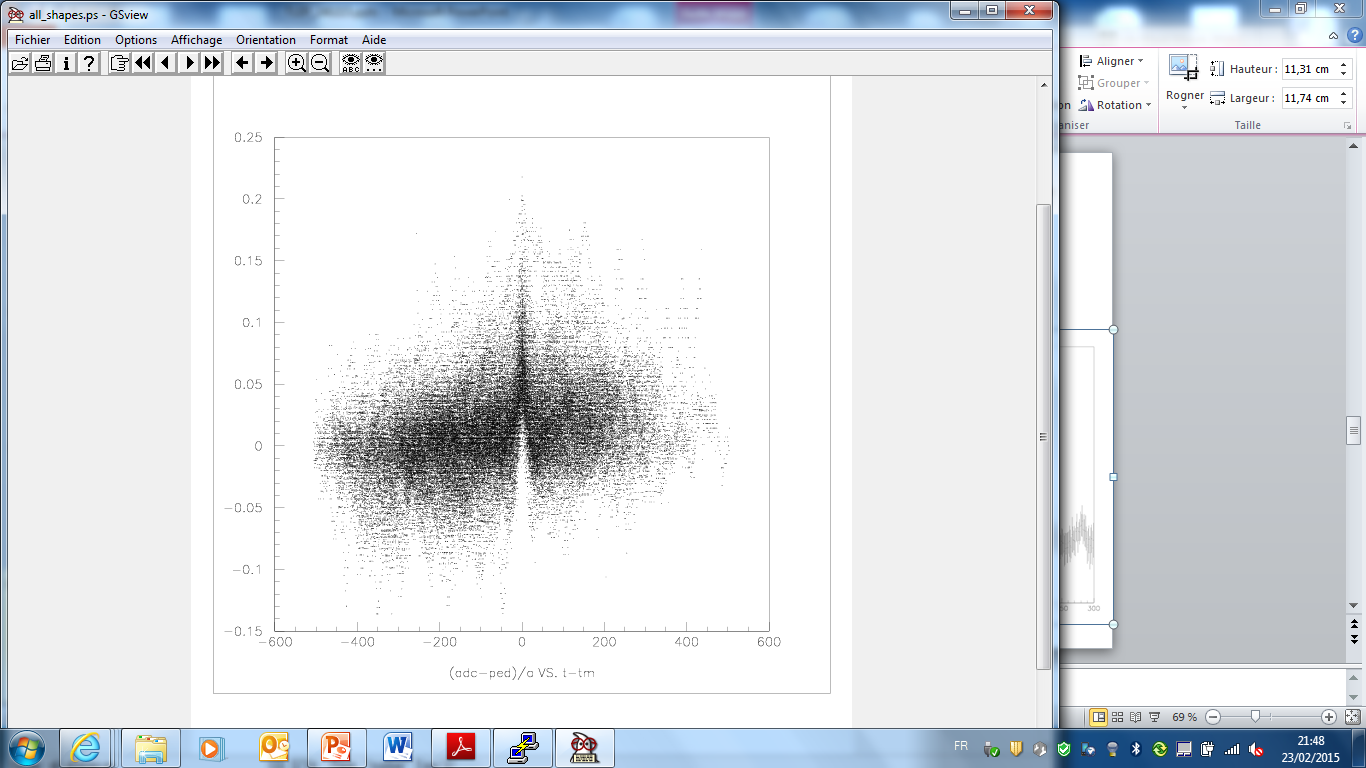 all_shapes.ps - GSview
Fichier Edition Options Affichage Orientation Format Aide
ABC
0.25
0.2
0.15
0.1
0.05
0
−0.05
−0.1
−0.15
−600 −400 −200 0 200 400 600
(adc−ped)/a VS. t−tm
Aligner
Grouper
Rotation
Rogner
Hauteur : 11,31 cm
Largeur : 11,74 cm
Taille
300
69 %
FR
21:48
23/02/2015